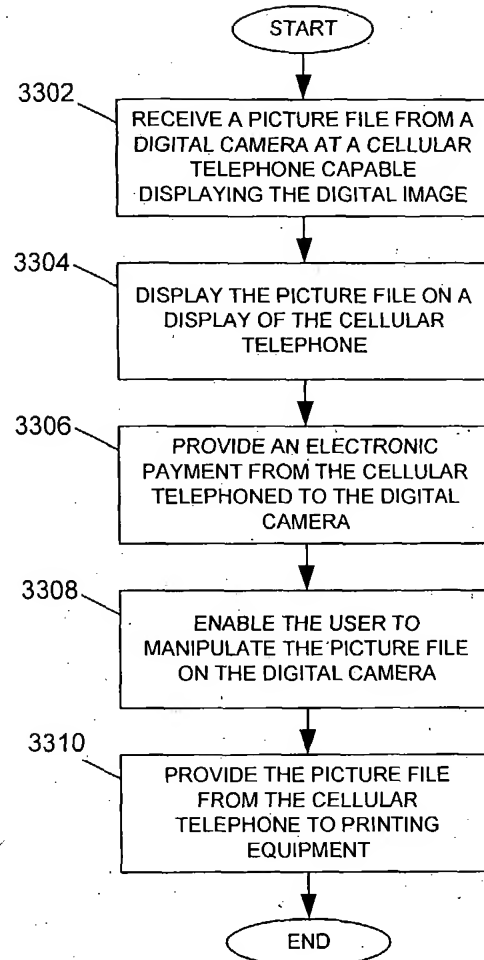 START
3302
RECEIVE A PICTURE FILE FROM A
DIGITAL CAMERA AT A CELLULAR
TELEPHONE CAPABLE
DISPLAYING THE DIGITAL IMAGE
3304
DISPLAY THE PICTURE FILE ON A
DISPLAY OF THE CELLULAR
TELEPHONE
3306
PROVIDE AN ELECTRONIC
PAYMENT FROM THE CELLULAR
TELEPHONED TO THE DIGITAL
CAMERA
3308
ENABLE THE USER TO
MANIPULATE THE PICTURE FILE
ON THE DIGITAL CAMERA
3310
PROVIDE THE PICTURE FILE
FROM THE CELLULAR
TELEPHONE TO PRINTING
EQUIPMENT
END